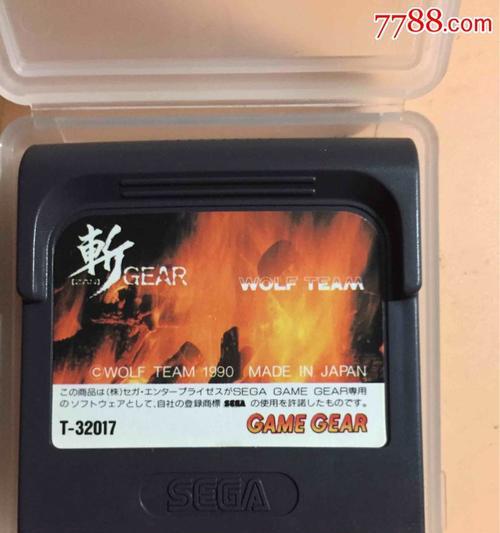 7788.com
斬 GEAR
[ZAN]
WOLF TEAM
© WOLF TEAM 1990 MADE IN JAPAN
この商品は(株)セガ・エンタープライゼスがSEGA GAME GEAR専用
のソフトウェアとして、自社の登録商標 SEGA の使用を許諾したものです。
T-32017
GAME GEAR
SEGA